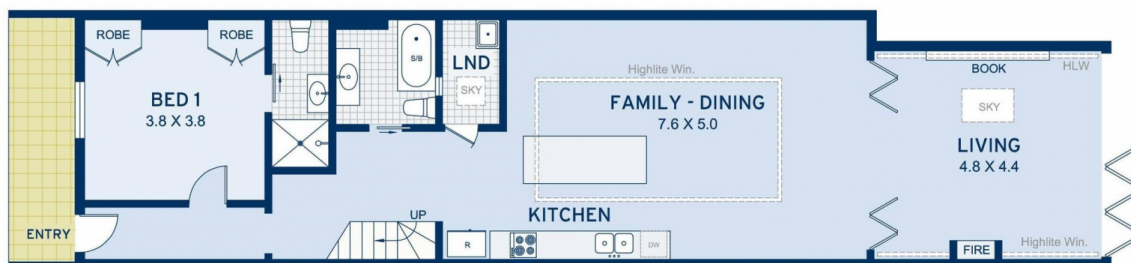 ROBE
ROBE
BED 1
3.8 X 3.8
ENTRY
S/B
LND
SKY
UP
Highlite Win.
FAMILY - DINING
7.6 X 5.0
KITCHEN
R
DW
BOOK
HLW
SKY
LIVING
4.8 X 4.4
FIRE
Highlite Win.